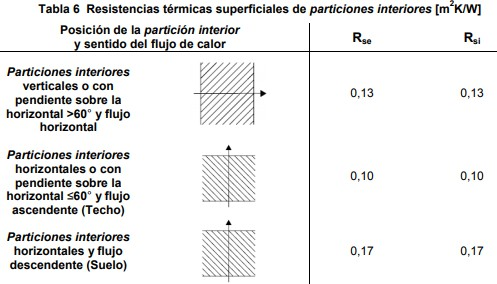 Tabla 6 Resistencias térmicas superficiales de particiones interiores [m²K/W]
Posición de la partición interior
y sentido del flujo de calor
Rse
Rsi
Particiones interiores
verticales o con
pendiente sobre la
horizontal >60° y flujo
horizontal
0,13
0,13
Particiones interiores
horizontales o con
pendiente sobre la
horizontal ≤60° y flujo
ascendente (Techo)
0,10
0,10
Particiones interiores
horizontales y flujo
descendente (Suelo)
0,17
0,17